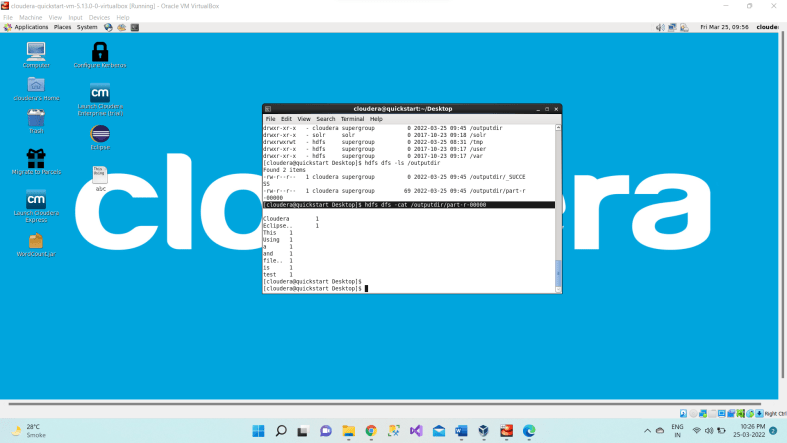 cloudera-quickstart-vm-5.13.0-0-virtualbox [Running] - Oracle VM VirtualBox
File Machine View Input Devices Help
Applications Places System
Fri Mar 25, 09:56 cloude
Computer
Configure Kerberos
Cloudera's Home
Launch Cloudera
Enterprise (trial)
Trash
Eclipse
Migrate to Parcels
abc
Launch Cloudera
Express
WordCount.jar
cloudera
cm
cm
cloudera@quickstart:~/Desktop
File Edit View Search Terminal Help
drwxr-xr-x - cloudera supergroup 0 2022-03-25 09:45 /outputdir
drwxr-xr-x - solr solr 0 2017-10-23 09:18 /solr
drwxrwxrwt - hdfs supergroup 0 2022-03-25 08:31 /tmp
drwxr-xr-x - hdfs supergroup 0 2017-10-23 09:17 /user
drwxr-xr-x - hdfs supergroup 0 2017-10-23 09:17 /var
[cloudera@quickstart Desktop]$ hdfs dfs -ls /outputdir
Found 2 items
-rw-r--r-- 1 cloudera supergroup 0 2022-03-25 09:45 /outputdir/_SUCCE
SS
-rw-r--r-- 1 cloudera supergroup 69 2022-03-25 09:45 /outputdir/part-r
-00000
[cloudera@quickstart Desktop]$ hdfs dfs -cat /outputdir/part-r-00000
Cloudera 1
Eclipse.. 1
This 1
Using 1
a 1
and 1
file.. 1
is 1
test 1
[cloudera@quickstart Desktop]$
[cloudera@quickstart Desktop]$
Right Ctrl
28°C
Smoke
ENG
IN
10:26 PM
25-03-2022